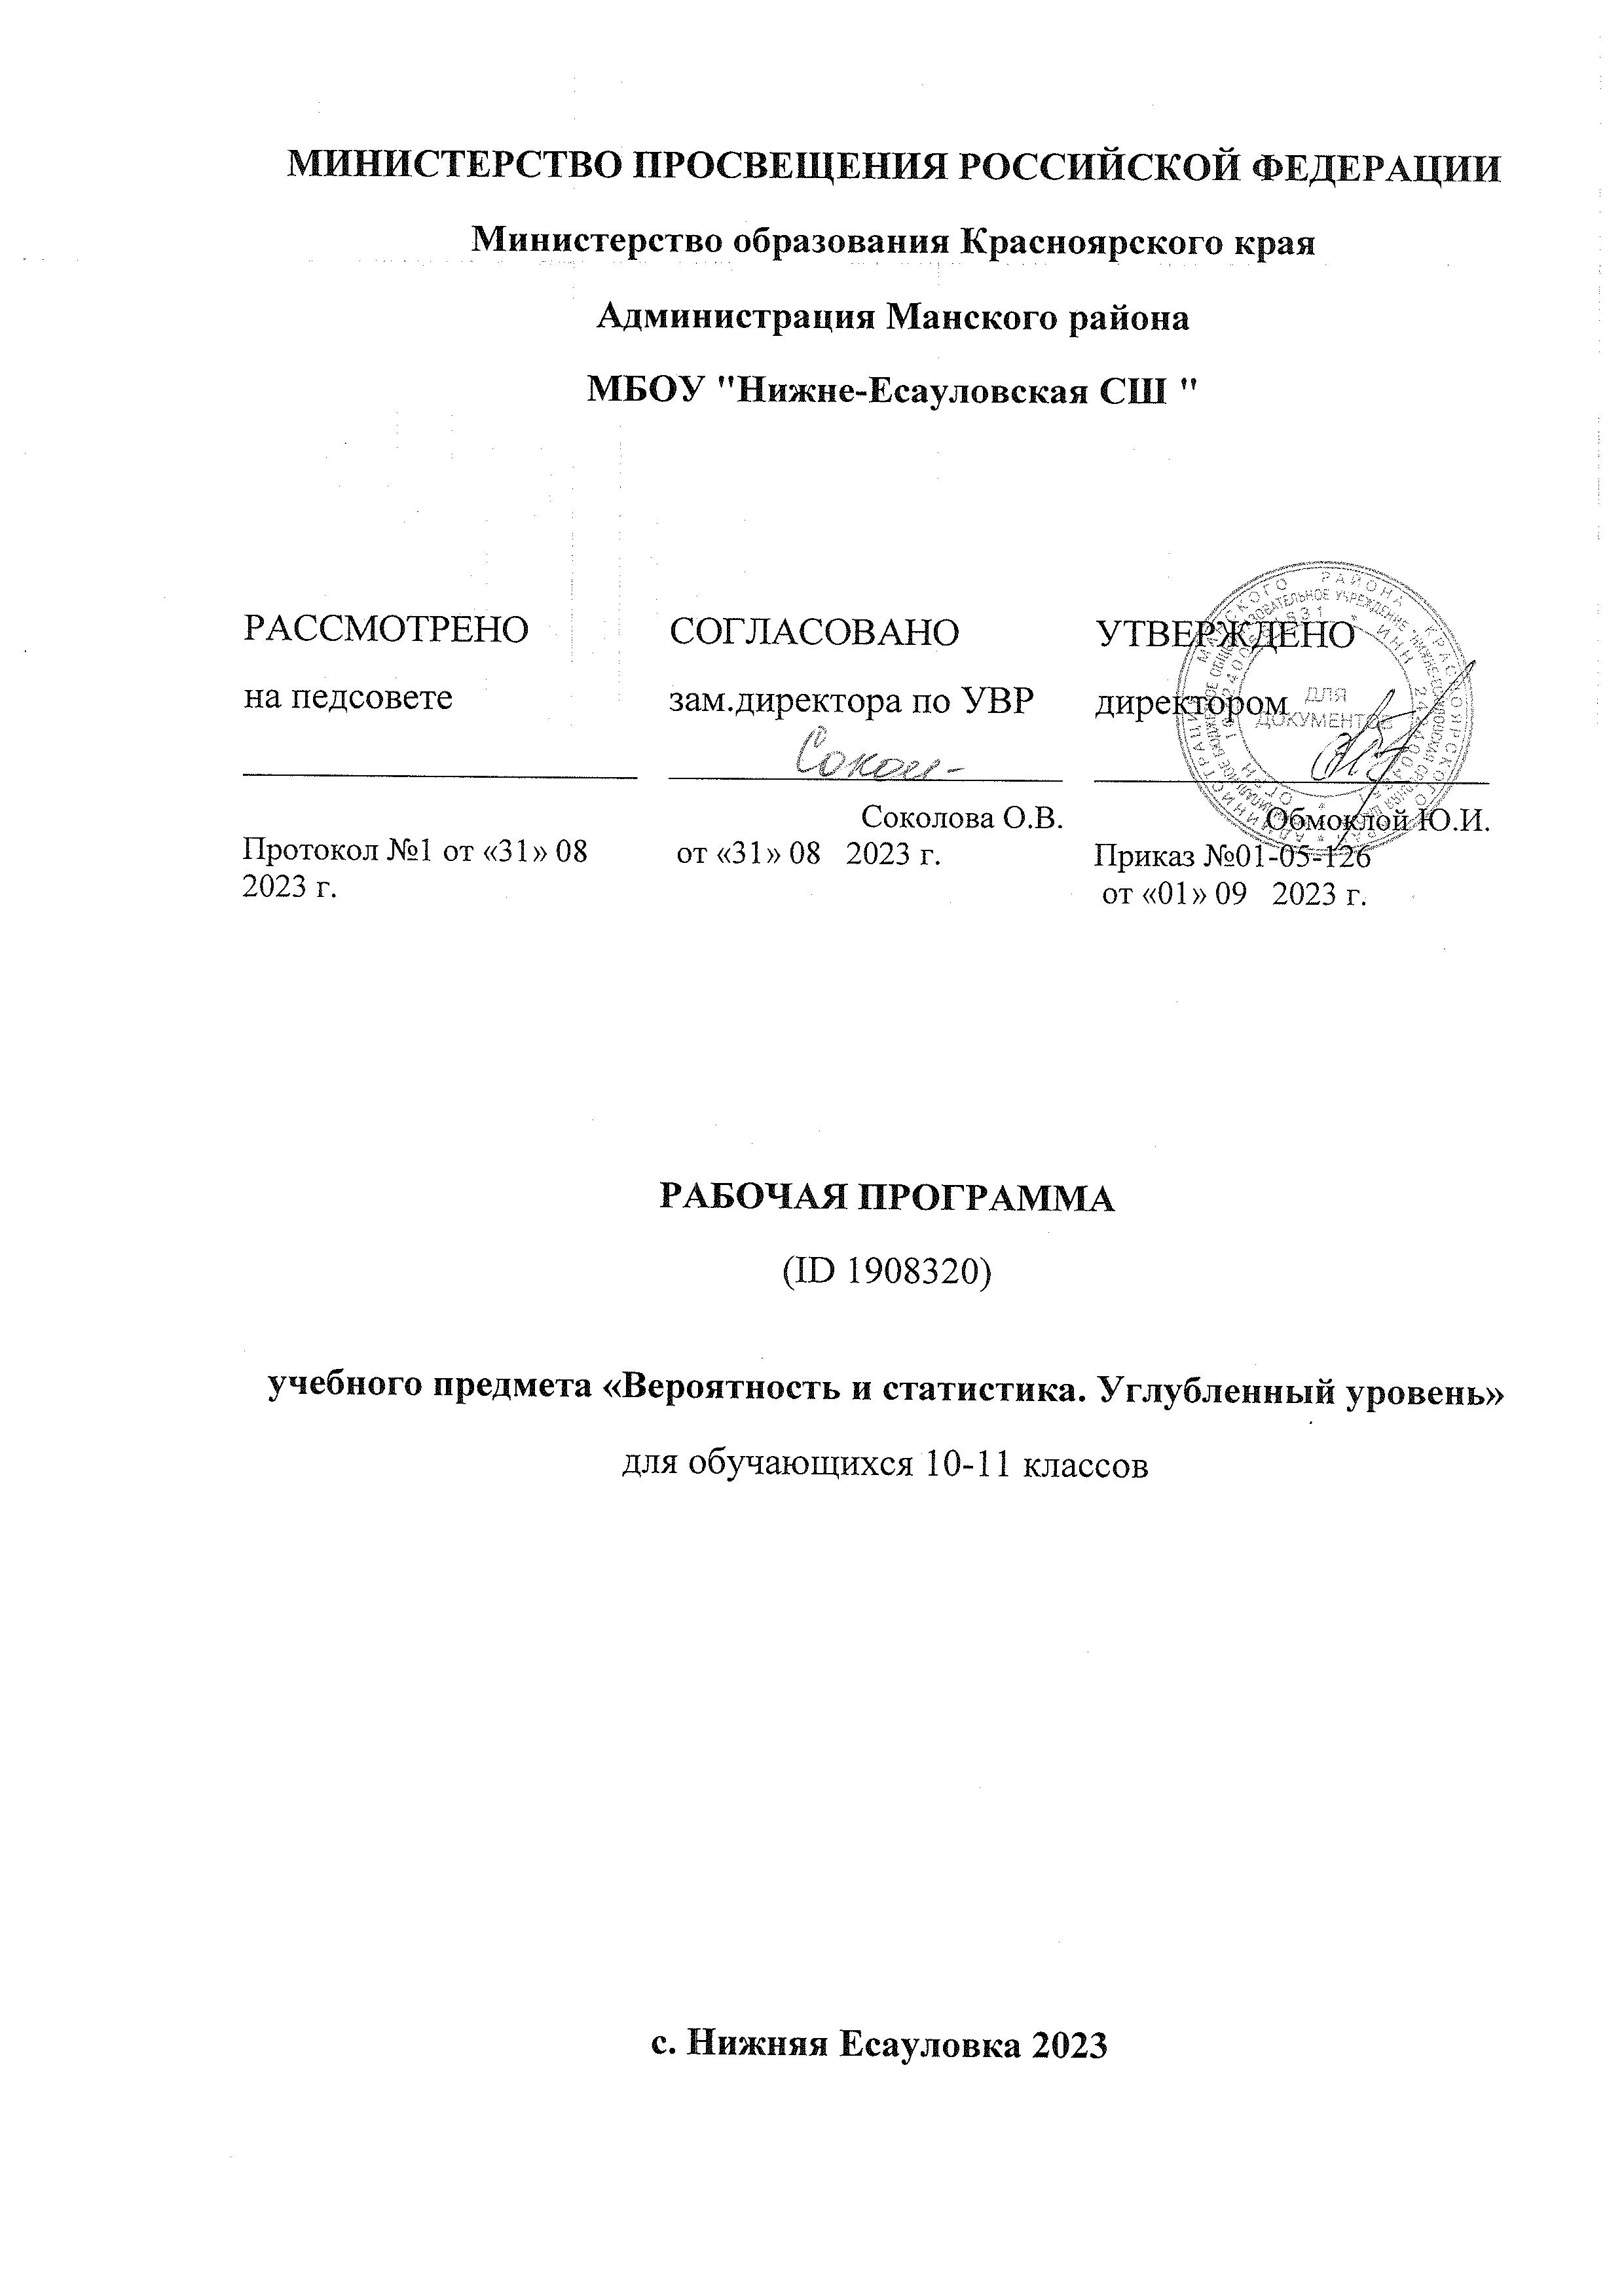 МИНИСТЕРСТВО ПРОСВЕЩЕНИЯ РОССИЙСКОЙ ФЕДЕРАЦИИ
Министерство образования Красноярского края
Администрация Манского района
МБОУ "Нижне-Есауловская СШ "
РАССМОТРЕНО
на педсовете
Протокол №1 от «31» 08
2023 г.
СОГЛАСОВАНО
зам.директора по УВР
Соколова О.В.
от «31» 08 2023 г.
УТВЕРЖДЕНО
директором
Обмоклой Ю.И.
Приказ №01-05-126
от «01» 09 2023 г.
ДЛЯ
ДОКУМЕНТОВ
РАБОЧАЯ ПРОГРАММА
(ID 1908320)
учебного предмета «Вероятность и статистика. Углубленный уровень»
для обучающихся 10-11 классов
с. Нижняя Есауловка 2023